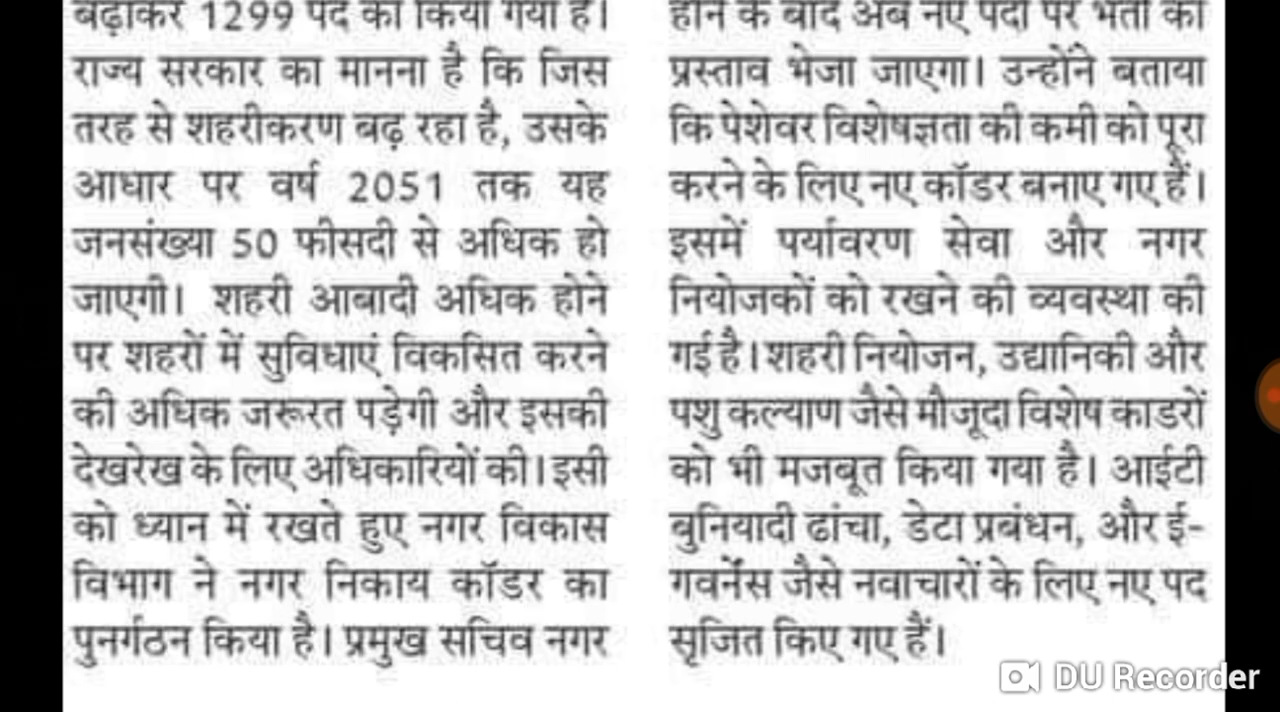 बढ़ाकर 1299 पद का किया गया है।
राज्य सरकार का मानना है कि जिस
तरह से शहरीकरण बढ़ रहा है, उसके
आधार पर वर्ष 2051 तक यह
जनसंख्या 50 फीसदी से अधिक हो
जाएगी। शहरी आबादी अधिक होने
पर शहरों में सुविधाएं विकसित करने
की अधिक जरूरत पड़ेगी और इसकी
देखरेख के लिए अधिकारियों की। इसी
को ध्यान में रखते हुए नगर विकास
विभाग ने नगर निकाय कॉडर का
पुनर्गठन किया है। प्रमुख सचिव नगर
होने के बाद अब नए पदों पर भर्ती का
प्रस्ताव भेजा जाएगा। उन्होंने बताया
कि पेशेवर विशेषज्ञता की कमी को पूरा
करने के लिए नए कॉडर बनाए गए हैं।
इसमें पर्यावरण सेवा और नगर
नियोजकों को रखने की व्यवस्था की
गई है। शहरी नियोजन, उद्यानिकी और
पशु कल्याण जैसे मौजूदा विशेष काडरों
को भी मजबूत किया गया है। आईटी
बुनियादी ढांचा, डेटा प्रबंधन, और ई-
गवर्नेंस जैसे नवाचारों के लिए नए पद
सृजित किए गए हैं।
DU Recorder